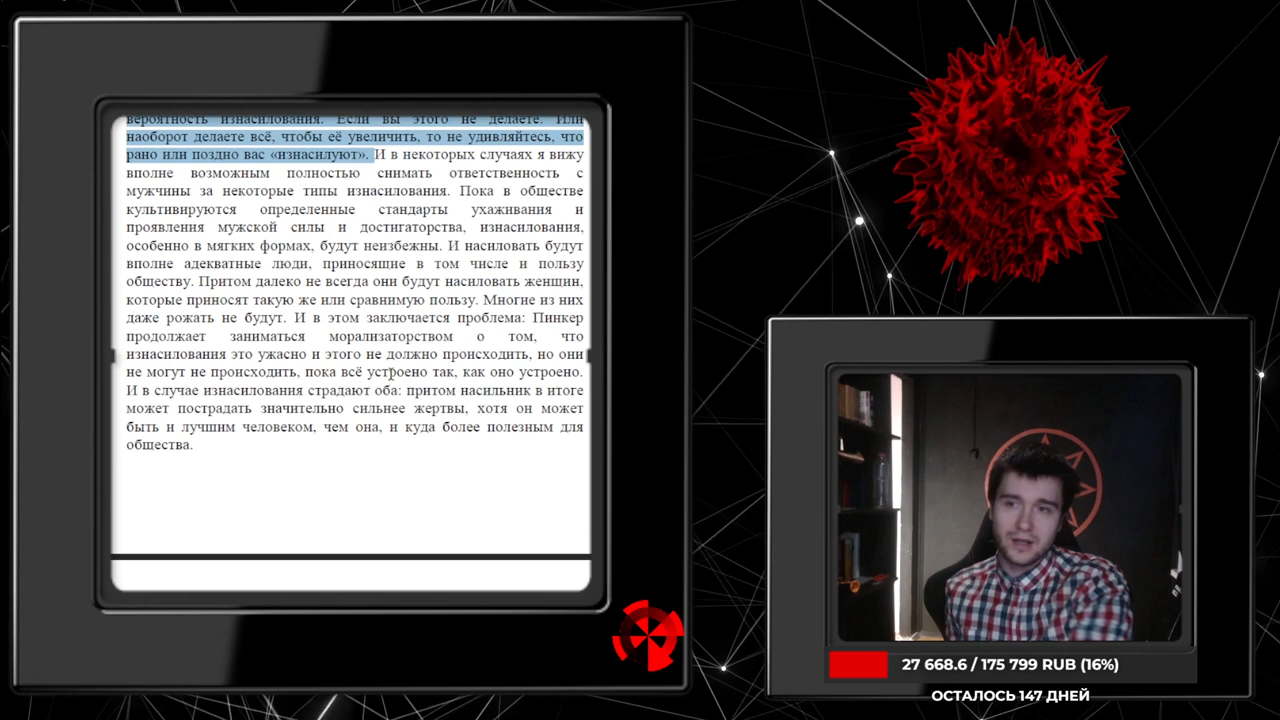 вероятность изнасилования. Если вы этого не делаете. Или
наоборот делаете всё, чтобы её увеличить, то не удивляйтесь, что
рано или поздно вас «изнасилуют». И в некоторых случаях я вижу
вполне возможным полностью снимать ответственность с
мужчины за некоторые типы изнасилования. Пока в обществе
культивируются определенные стандарты ухаживания и
проявления мужской силы и достигаторства, изнасилования,
особенно в мягких формах, будут неизбежны. И насиловать будут
вполне адекватные люди, приносящие в том числе и пользу
обществу. Притом далеко не всегда они будут насиловать женщин,
которые приносят такую же или сравнимую пользу. Многие из них
даже рожать не будут. И в этом заключается проблема: Пинкер
продолжает заниматься морализаторством о том, что
изнасилования это ужасно и этого не должно происходить, но они
не могут не происходить, пока всё устроено так, как оно устроено.
И в случае изнасилования страдают оба: притом насильник в итоге
может пострадать значительно сильнее жертвы, хотя он может
быть и лучшим человеком, чем она, и куда более полезным для
общества.
27 668.6 / 175 799 RUB (16%)
ОСТАЛОСЬ 147 ДНЕЙ